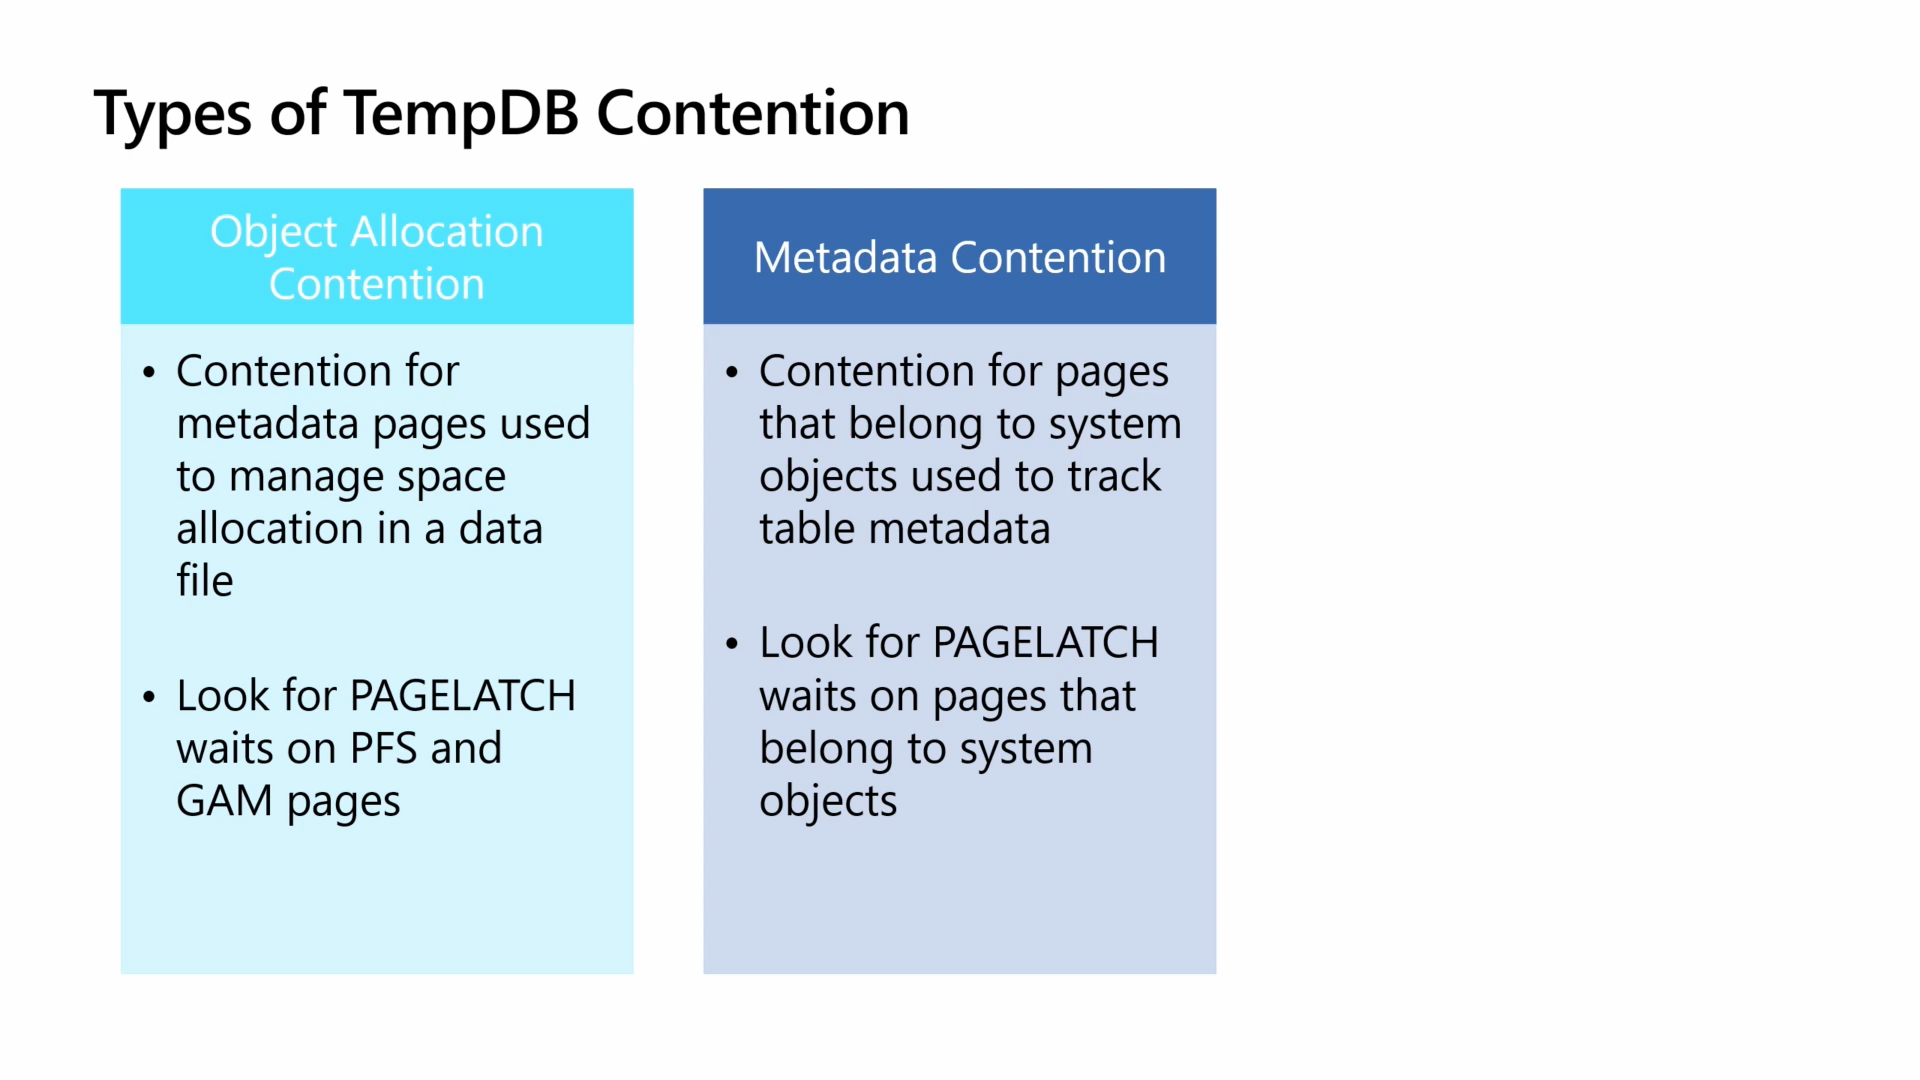 Types of TempDB Contention
Object Allocation
Contention
• Contention for
metadata pages used
to manage space
allocation in a data
file
• Look for PAGELATCH
waits on PFS and
GAM pages
Metadata Contention
• Contention for pages
that belong to system
objects used to track
table metadata
• Look for PAGELATCH
waits on pages that
belong to system
objects